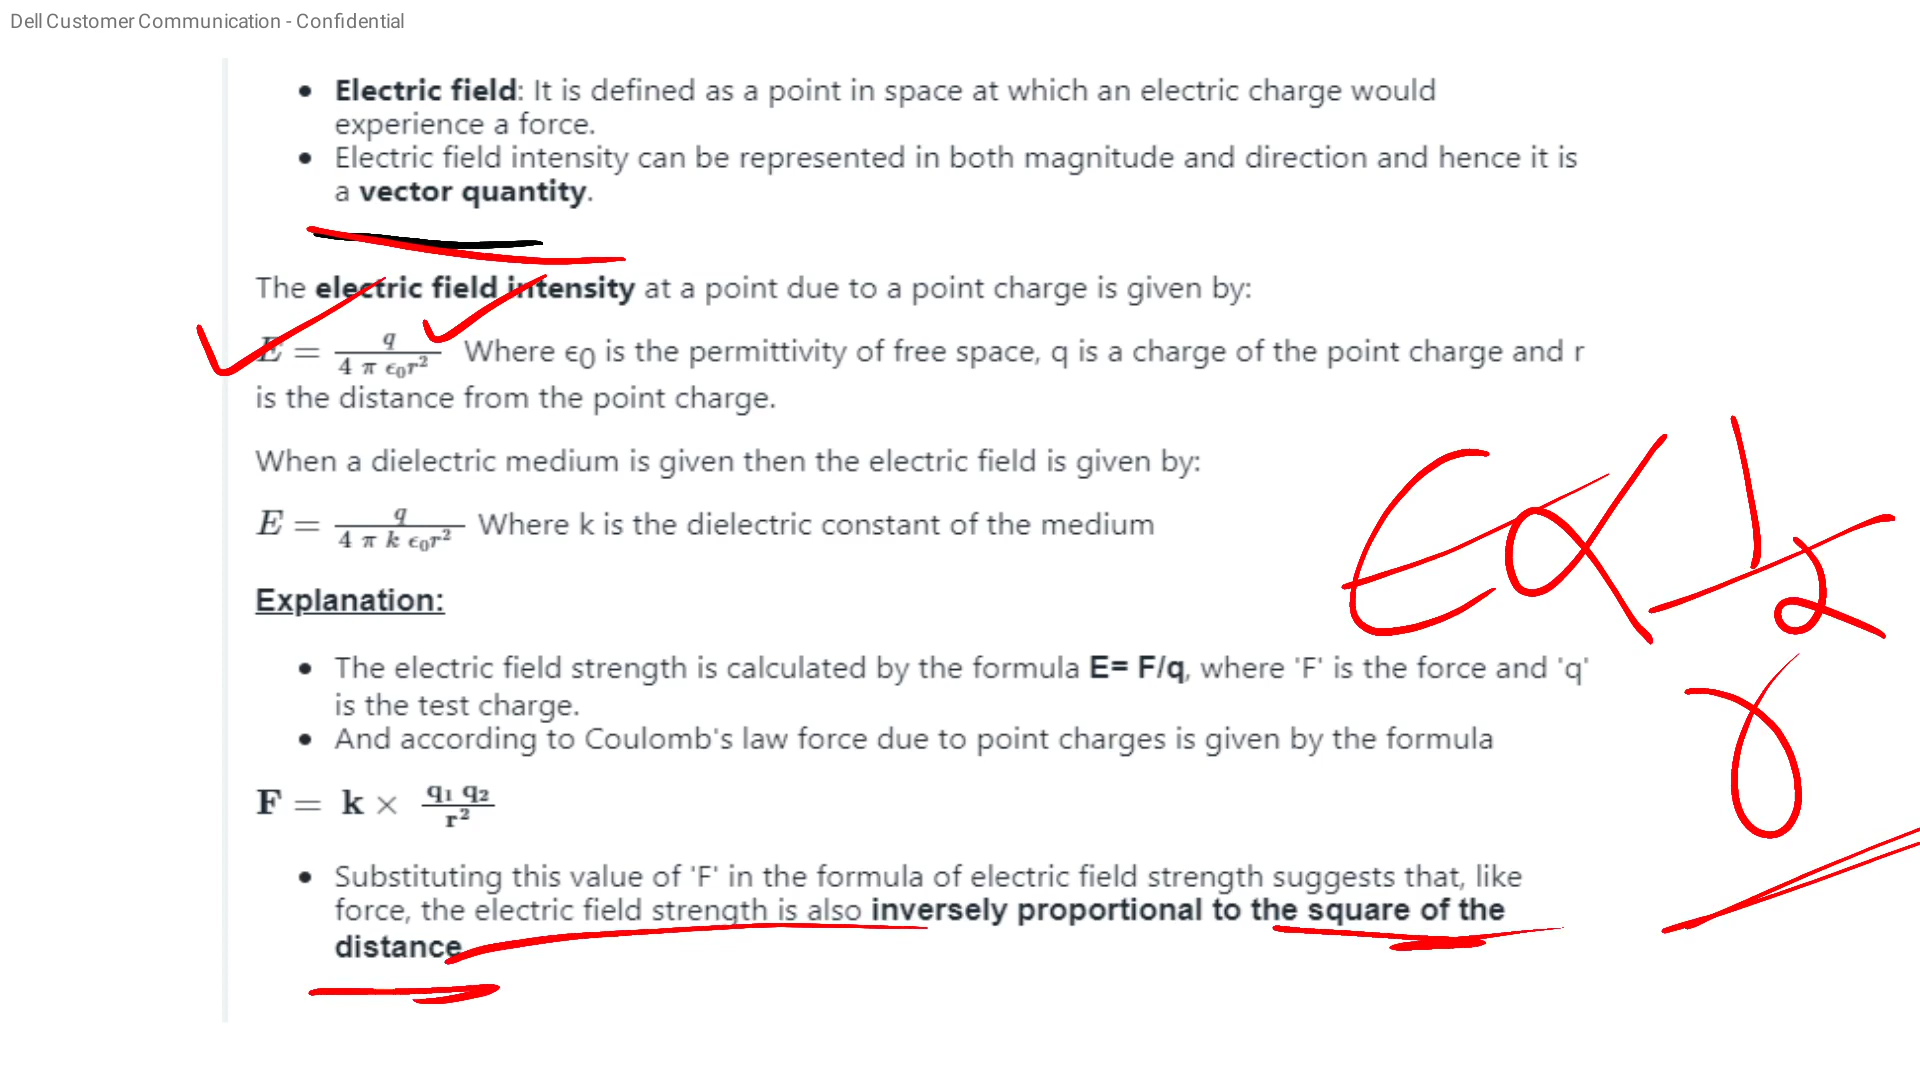 Dell Customer Communication - Confidential
• Electric field: It is defined as a point in space at which an electric charge would
experience a force.
• Electric field intensity can be represented in both magnitude and direction and hence it is
a vector quantity.
The electric field intensity at a point due to a point charge is given by:
E = q / 4 π ϵ₀r² Where ϵ0 is the permittivity of free space, q is a charge of the point charge and r
is the distance from the point charge.
When a dielectric medium is given then the electric field is given by:
E = q / 4 π k ϵ₀r² Where k is the dielectric constant of the medium
Explanation:
• The electric field strength is calculated by the formula E= F/q, where 'F' is the force and 'q'
is the test charge.
• And according to Coulomb's law force due to point charges is given by the formula
F = k × q₁ q₂ / r²
• Substituting this value of 'F' in the formula of electric field strength suggests that, like
force, the electric field strength is also inversely proportional to the square of the
distance